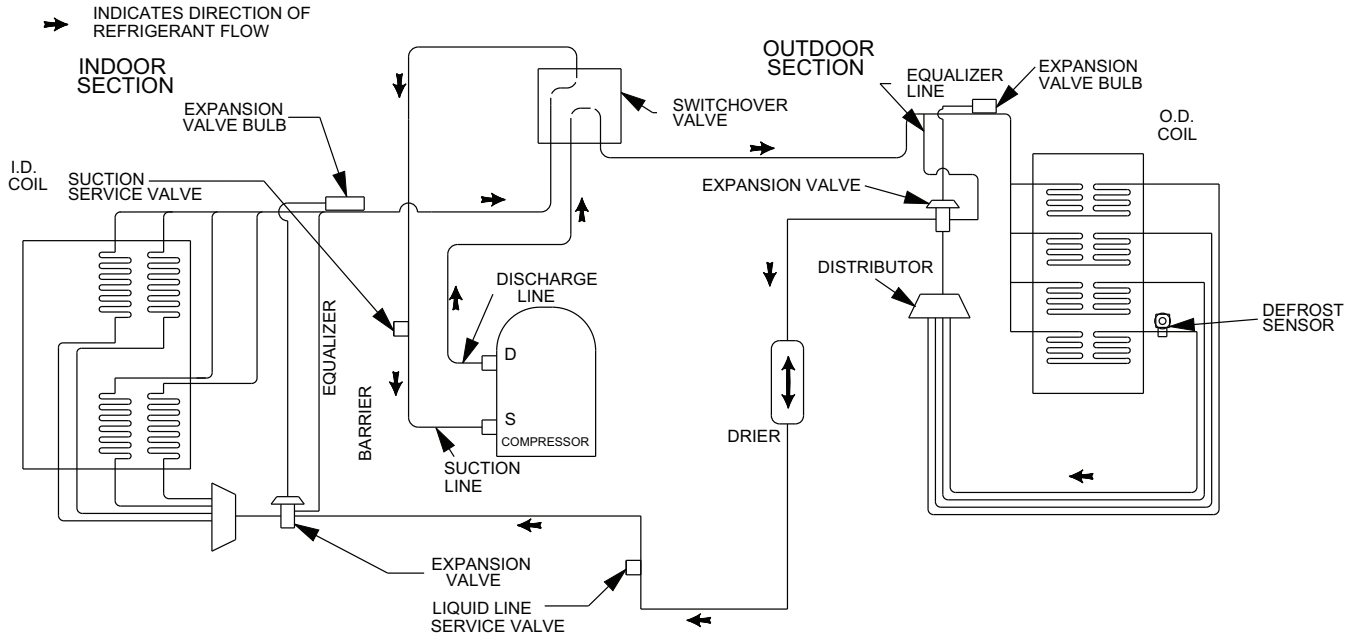 INDICATES DIRECTION OF
REFRIGERANT FLOW
INDOOR
SECTION
EXPANSION
VALVE BULB
I.D.
COIL
SUCTION
SERVICE VALVE
EQUALIZER
BARRIER
DISCHARGE
LINE
D
S
COMPRESSOR
SUCTION
LINE
EXPANSION
VALVE
LIQUID LINE
SERVICE VALVE
SWITCHOVER
VALVE
OUTDOOR
SECTION
EQUALIZER
LINE
EXPANSION
VALVE BULB
O.D.
COIL
EXPANSION VALVE
DISTRIBUTOR
DRIER
DEFROST
SENSOR